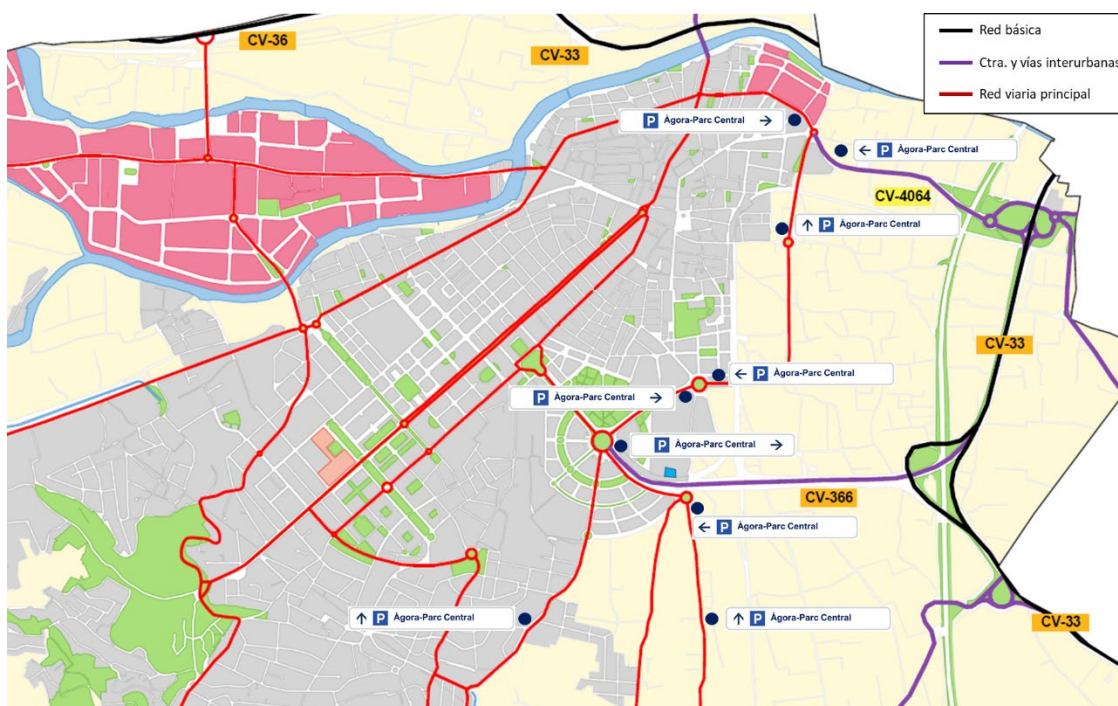 Red básica
Ctra. y vías interurbanas
Red viaria principal
CV-36
CV-33
P Àgora-Parc Central →
← P Àgora-Parc Central
CV-4064
↑ P Àgora-Parc Central
CV-33
← P Àgora-Parc Central
P Àgora-Parc Central →
P Àgora-Parc Central →
CV-366
← P Àgora-Parc Central
↑ P Àgora-Parc Central
↑ P Àgora-Parc Central
CV-33